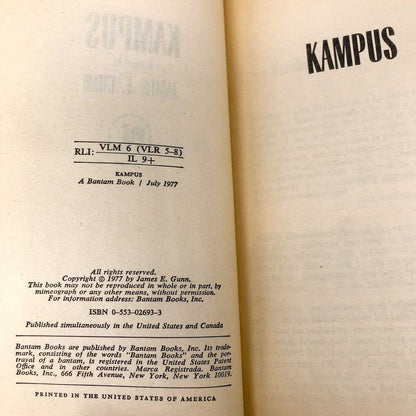 RLI: VLM 6 (VLR 5–8)
IL 9+
KAMPUS
A Bantam Book / July 1977
All rights reserved.
Copyright © 1977 by James E. Gunn.
This book may not be reproduced in whole or in part, by
mimeograph or any other means, without permission.
For information address: Bantam Books, Inc.
ISBN 0-553-02693-3
Published simultaneously in the United States and Canada
Bantam Books are published by Bantam Books, Inc. Its trade-
mark, consisting of the words "Bantam Books" and the por-
trayal of a bantam, is registered in the United States Patent
Office and in other countries. Marca Registrada. Bantam
Books, Inc., 666 Fifth Avenue, New York, New York 10019.
PRINTED IN THE UNITED STATES OF AMERICA
KAMPUS